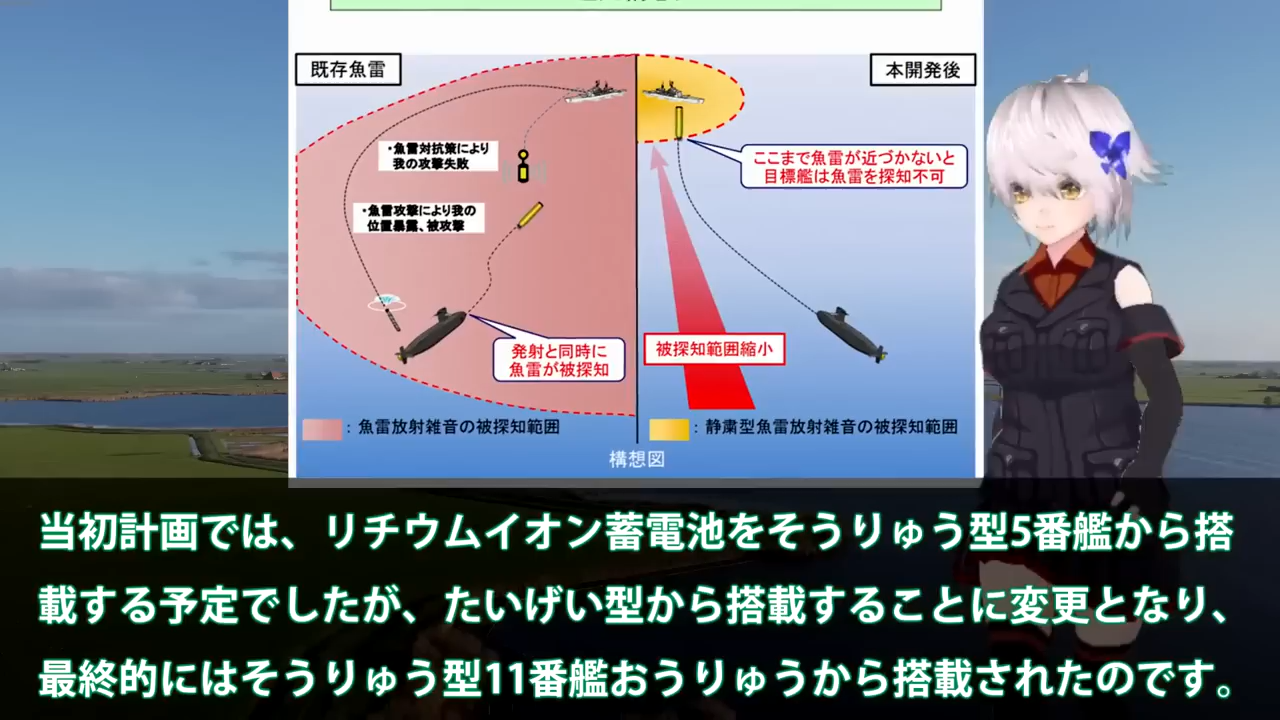 既存魚雷
本開発後
・魚雷対抗策により
我の攻撃失敗
ここまで魚雷が近づかないと
目標艦は魚雷を探知不可
・魚雷攻撃により我の
位置暴露、被攻撃
発射と同時に
魚雷が被探知
被探知範囲縮小
：魚雷放射雑音の被探知範囲
：静粛型魚雷放射雑音の被探知範囲
構想図
当初計画では、リチウムイオン蓄電池をそうりゅう型5番艦から搭
載する予定でしたが、たいげい型から搭載することに変更となり、
最終的にはそうりゅう型11番艦おうりゅうから搭載されたのです。